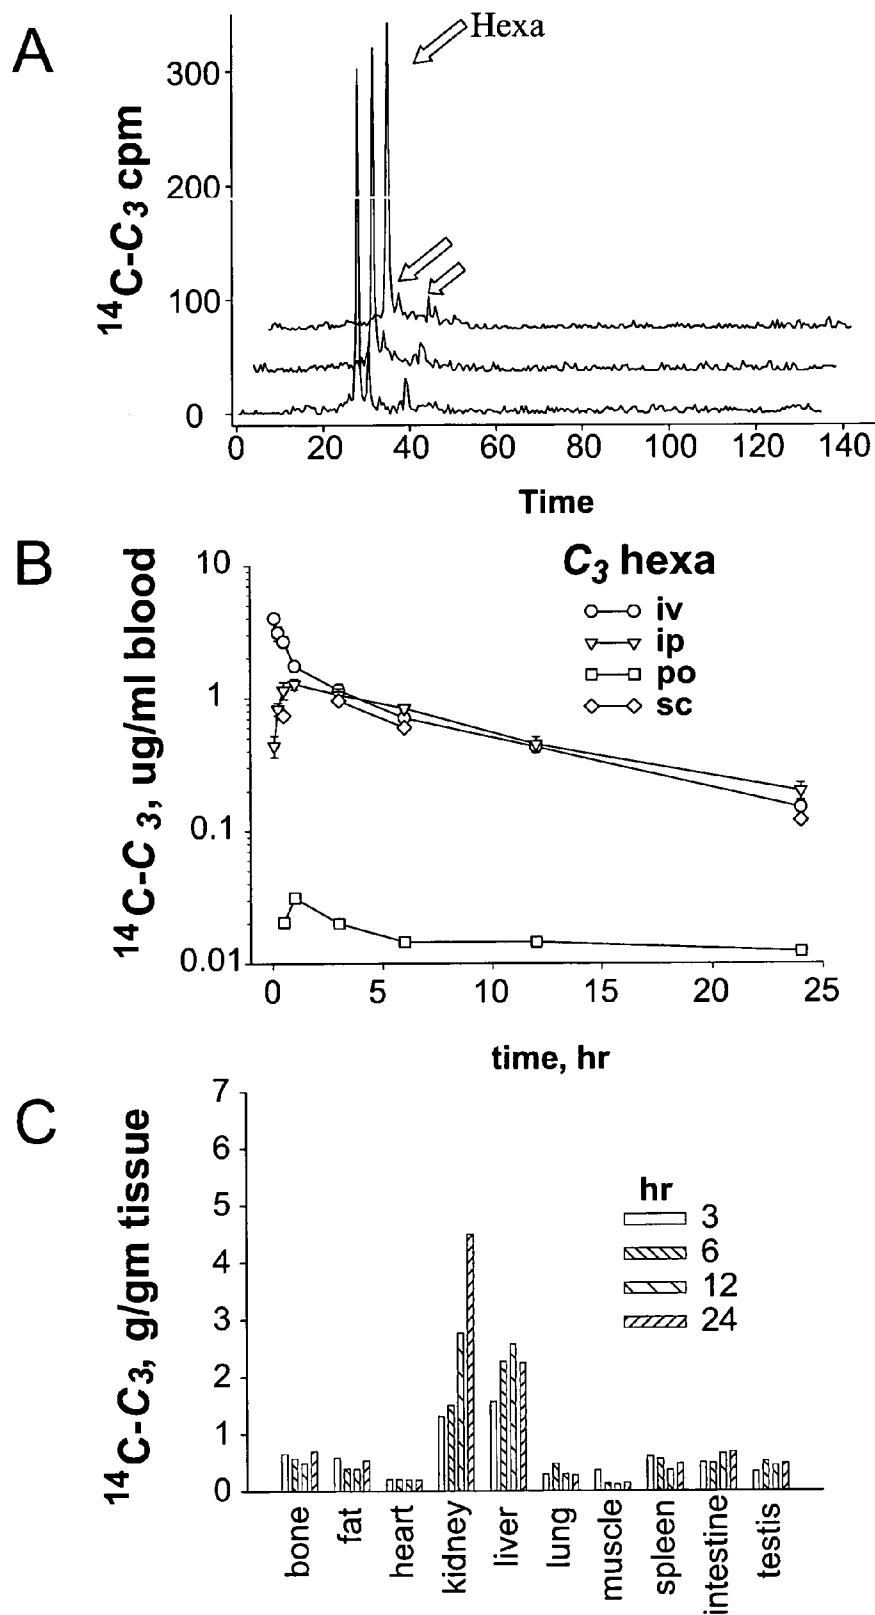 A
Hexa
¹⁴C-C₃ cpm
300
200
100
0
0 20 40 60 80 100 120 140
Time
B
¹⁴C-C₃, ug/ml blood
C₃ hexa
iv
ip
po
sc
10
1
0.1
0.01
0 5 10 15 20 25
time, hr
C
¹⁴C-C₃, g/gm tissue
7
6
5
4
3
2
1
0
hr
3
6
12
24
bone fat heart kidney liver lung muscle spleen intestine testis